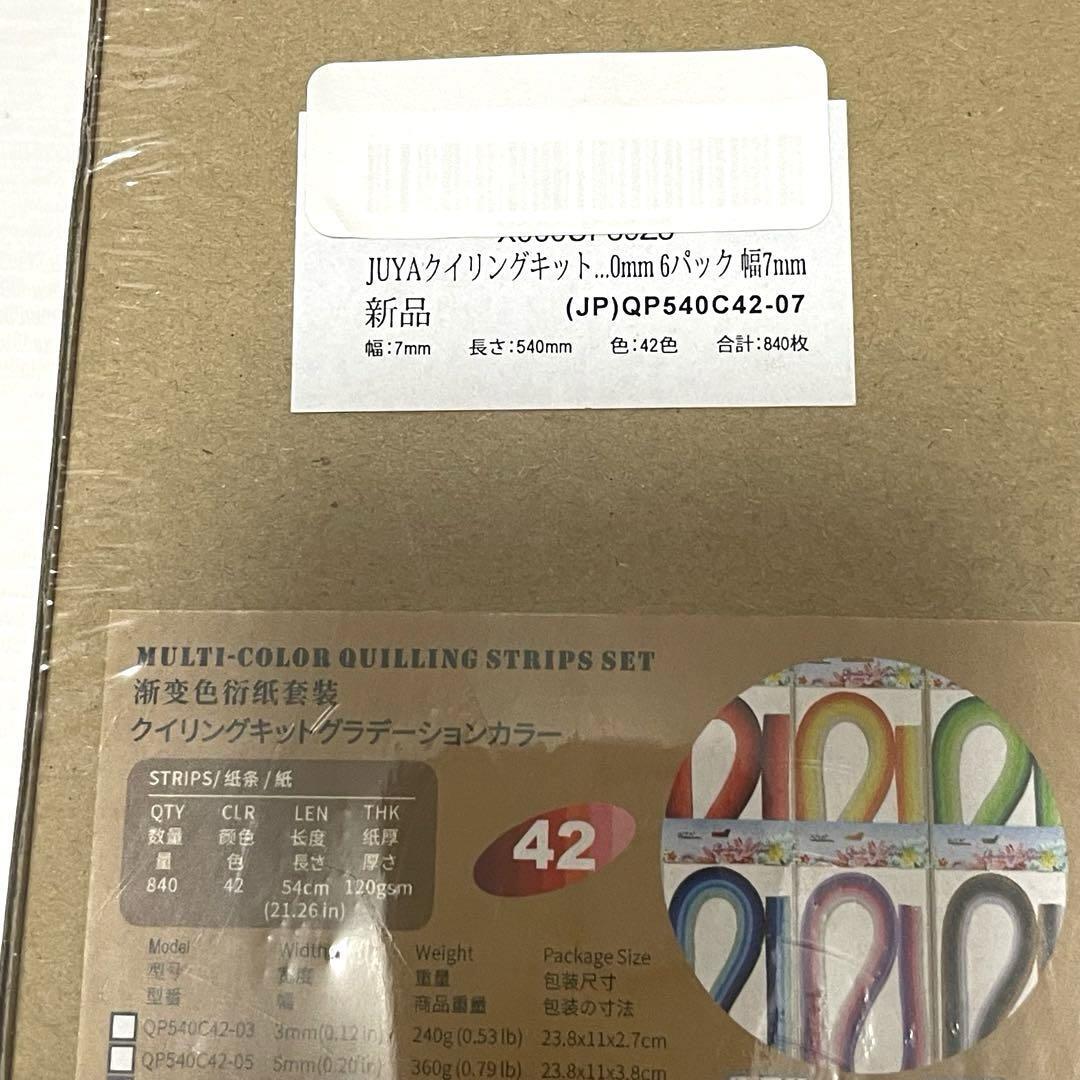 JUYAクイリングキット...0mm 6パック 幅7mm
新品 (JP)QP540C42-07
幅:7mm 長さ:540mm 色:42色 合計:840枚
MULTI-COLOR QUILLING STRIPS SET
渐变色衍纸套装
クイリングキットグラデーションカラー
STRIPS/纸条/紙
QTY CLR LEN THK
数量 颜色 长度 纸厚
量 色 長さ 厚さ
840 42 54cm 120gsm
(21.26 in)
42
Model Width Weight Package Size
型号 宽度 重量 包装尺寸
型番 幅 商品重量 包装の寸法
QP540C42-03 3mm(0.12 in) 240g (0.53 lb) 23.8x11x2.7cm
QP540C42-05 5mm(0.20 in) 360g (0.79 lb) 23.8x11x3.8cm